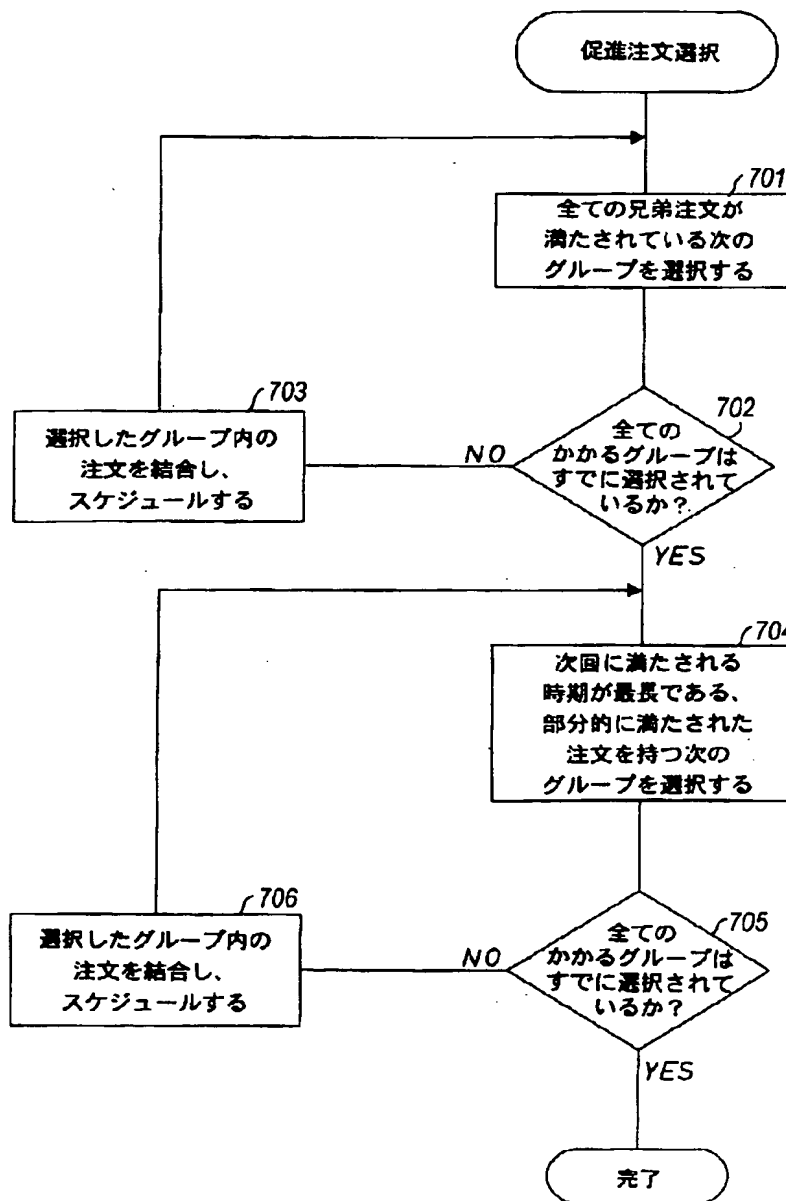 促進注文選択
701
全ての兄弟注文が
満たされている次の
グループを選択する
703
選択したグループ内の
注文を結合し、
スケジュールする
702
全ての
かかるグループは
すでに選択されて
いるか?
NO
YES
704
次回に満たされる
時期が最長である、
部分的に満たされた
注文を持つ次の
グループを選択する
706
選択したグループ内の
注文を結合し、
スケジュールする
705
全ての
かかるグループは
すでに選択されて
いるか?
NO
YES
完了